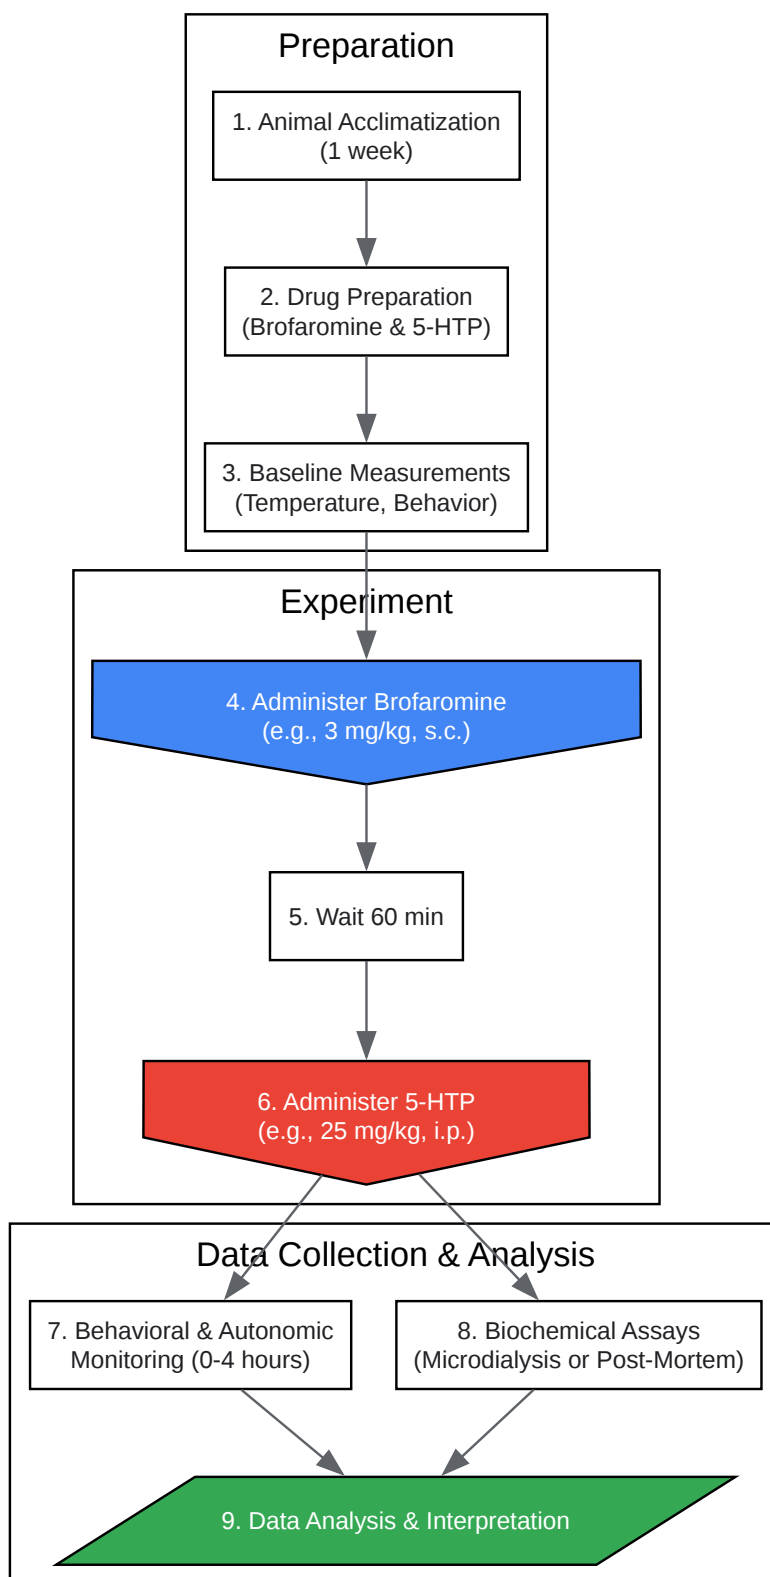 Preparation
1. Animal Acclimatization
(1 week)
2. Drug Preparation
(Brofaromine & 5-HTP)
3. Baseline Measurements
(Temperature, Behavior)
Experiment
4. Administer Brofaromine
(e.g., 3 mg/kg, s.c.)
5. Wait 60 min
6. Administer 5-HTP
(e.g., 25 mg/kg, i.p.)
Data Collection & Analysis
7. Behavioral & Autonomic
Monitoring (0-4 hours)
8. Biochemical Assays
(Microdialysis or Post-Mortem)
9. Data Analysis & Interpretation